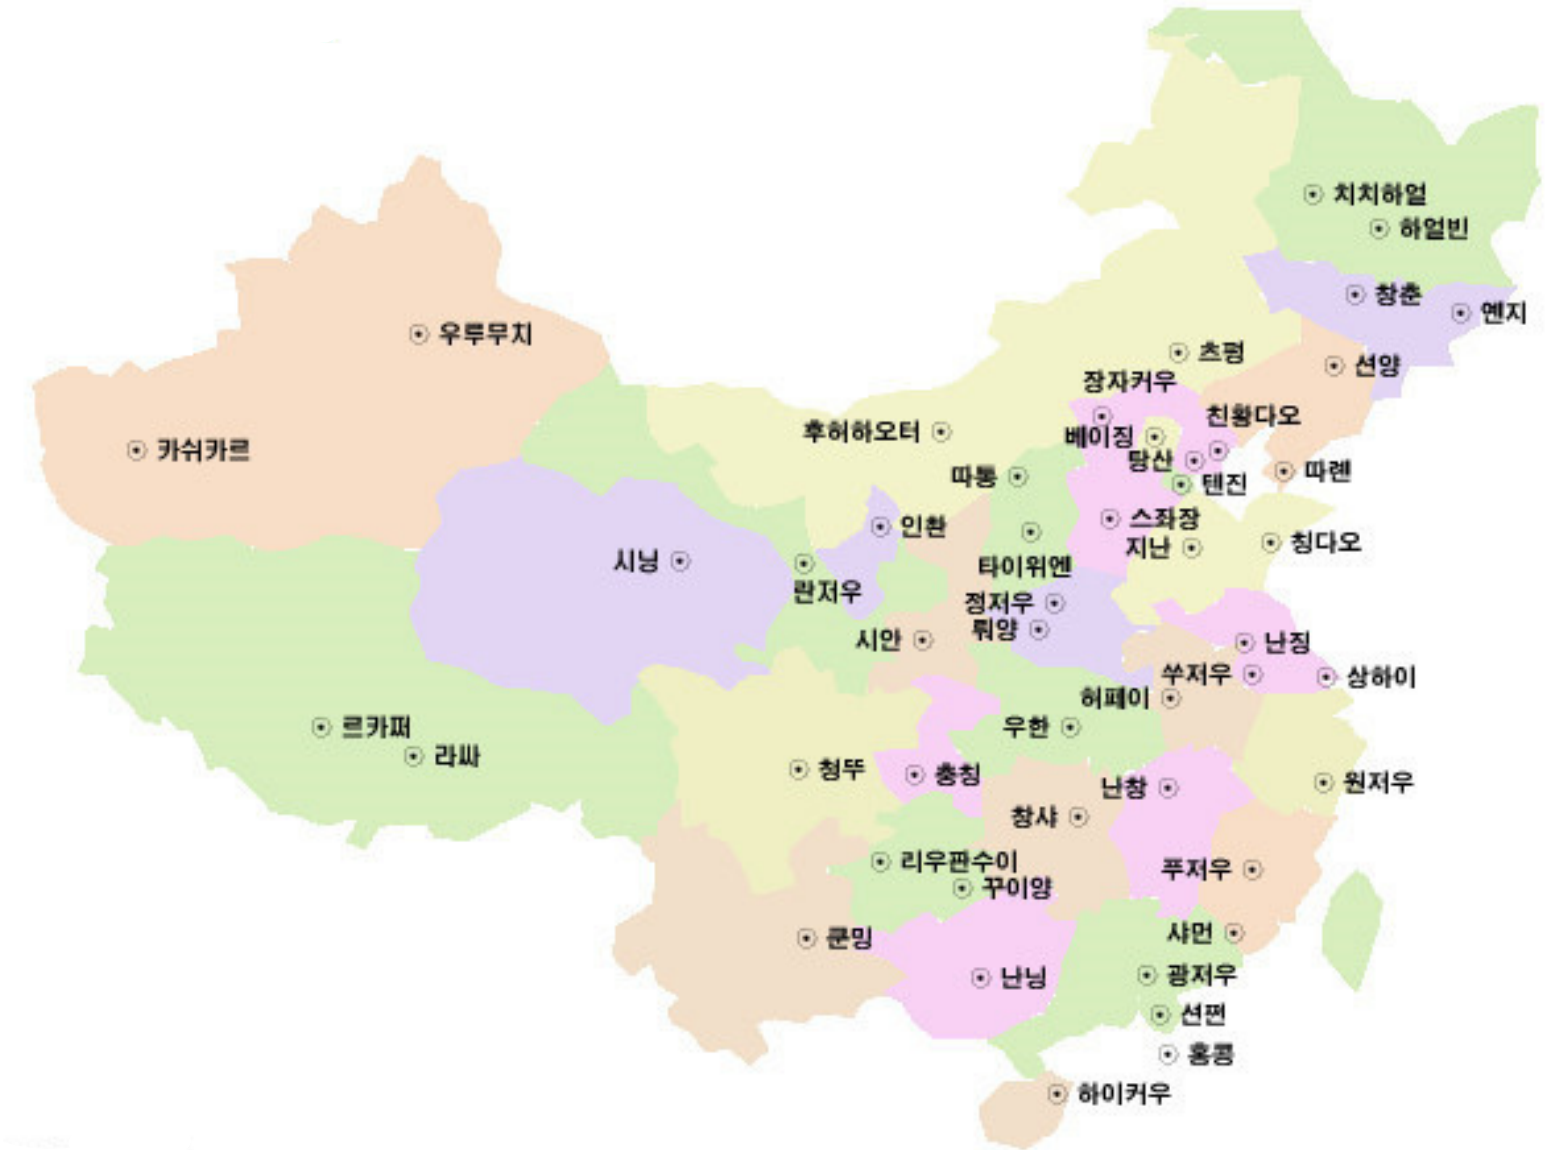 치치하얼
하얼빈
창춘
옌지
우루무치
츠펑
선양
장자커우
친황다오
후허하오터
베이징
카쉬카르
탕산
따롄
따통
텐진
스좌장
인촨
칭다오
지난
시닝
타이위엔
란저우
정저우
뤄양
시안
난징
쑤저우
상하이
허페이
르카쩌
우한
라싸
청뚜
충칭
원저우
난창
창샤
리우판수이
푸저우
꾸이양
샤먼
쿤밍
광저우
난닝
션쩐
홍콩
하이커우